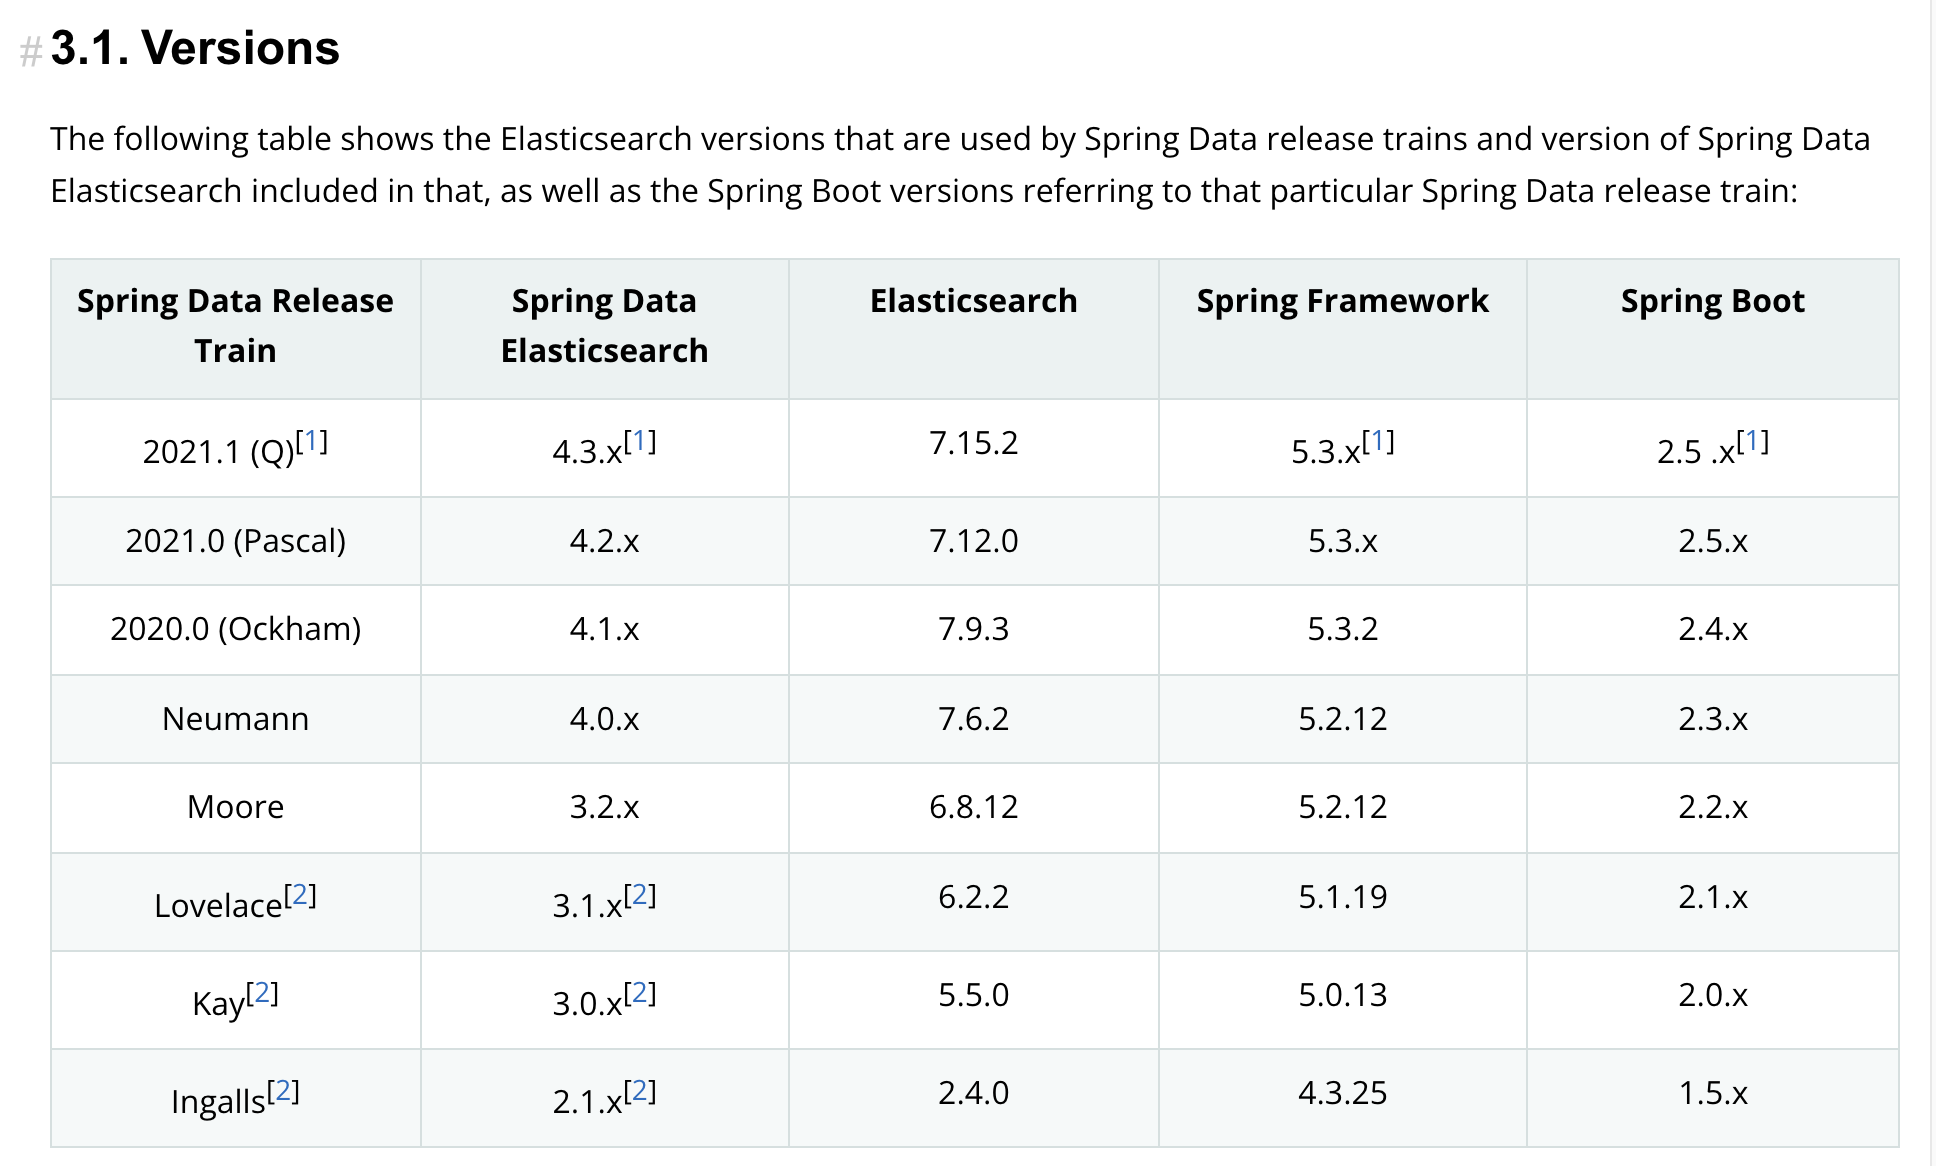 # 3.1. Versions
The following table shows the Elasticsearch versions that are used by Spring Data release trains and version of Spring Data
Elasticsearch included in that, as well as the Spring Boot versions referring to that particular Spring Data release train:
Spring Data Release Train | Spring Data Elasticsearch | Elasticsearch | Spring Framework | Spring Boot
2021.1 (Q)[1] | 4.3.x[1] | 7.15.2 | 5.3.x[1] | 2.5 .x[1]
2021.0 (Pascal) | 4.2.x | 7.12.0 | 5.3.x | 2.5.x
2020.0 (Ockham) | 4.1.x | 7.9.3 | 5.3.2 | 2.4.x
Neumann | 4.0.x | 7.6.2 | 5.2.12 | 2.3.x
Moore | 3.2.x | 6.8.12 | 5.2.12 | 2.2.x
Lovelace[2] | 3.1.x[2] | 6.2.2 | 5.1.19 | 2.1.x
Kay[2] | 3.0.x[2] | 5.5.0 | 5.0.13 | 2.0.x
Ingalls[2] | 2.1.x[2] | 2.4.0 | 4.3.25 | 1.5.x